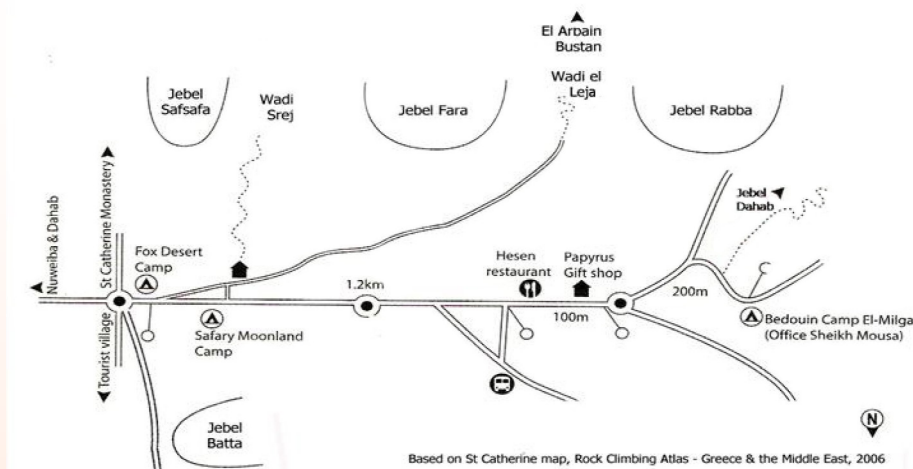 El Arbain
Bustan
Wadi el
Leja
Jebel
Safsafa
Wadi
Srej
Jebel Fara
Jebel Rabba
Nuweiba & Dahab
St Catherine Monastery
Jebel
Dahab
Fox Desert
Camp
1.2km
Hesen
restaurant
Papyrus
Gift shop
200m
100m
Safary Moonland
Camp
Bedouin Camp El-Milga
(Office Sheikh Mousa)
Tourist village
Jebel
Batta
N
Based on St Catherine map, Rock Climbing Atlas - Greece & the Middle East, 2006